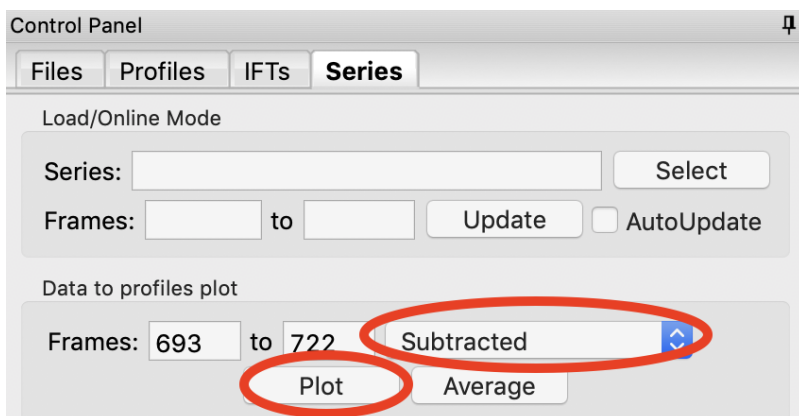 Control Panel
Files Profiles IFTs Series
Load/Online Mode
Series: Select
Frames: to Update AutoUpdate
Data to profiles plot
Frames: 693 to 722 Subtracted
Plot Average